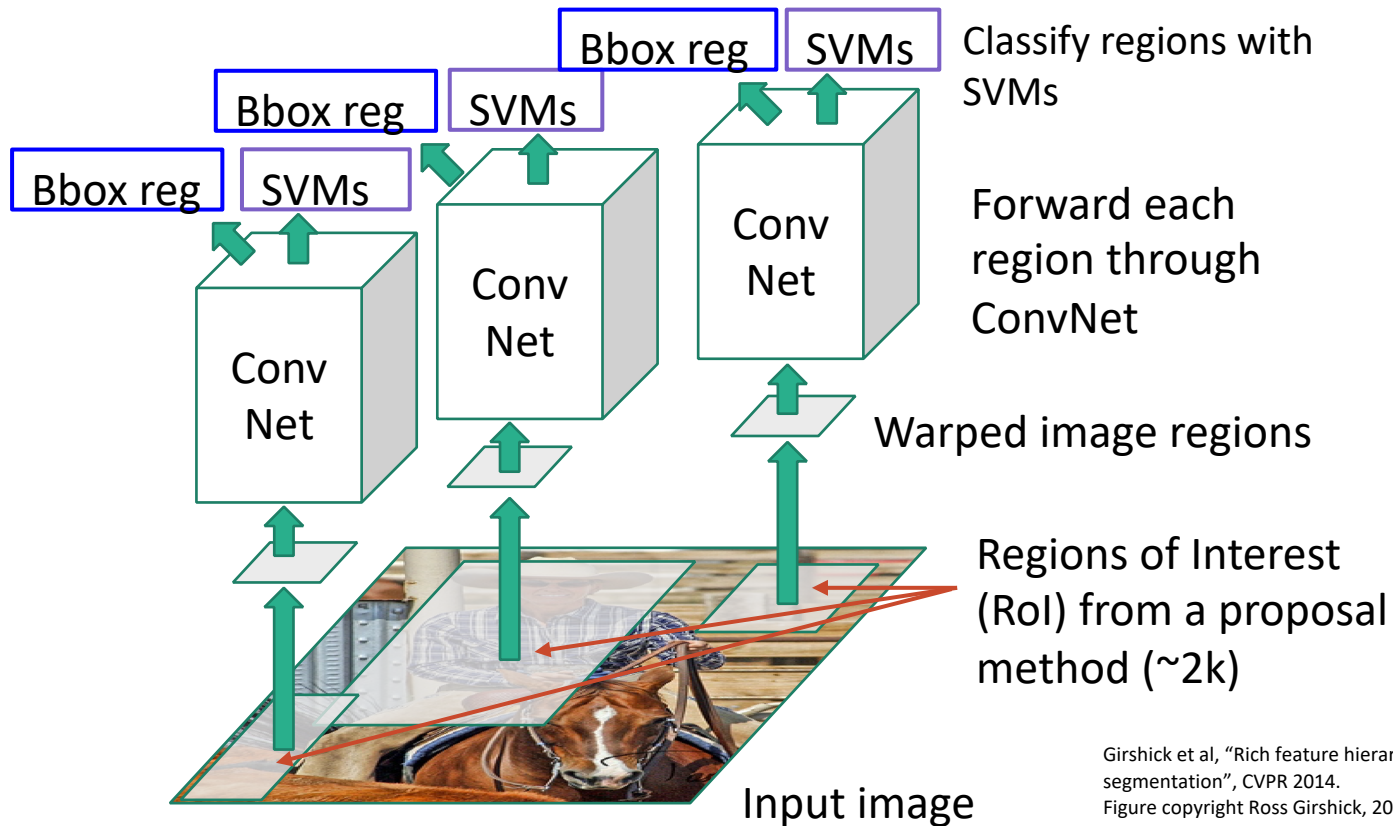 Bbox reg
SVMs
Classify regions with
SVMs
Bbox reg
SVMs
Bbox reg
SVMs
Conv
Net
Conv
Net
Conv
Net
Forward each
region through
ConvNet
Warped image regions
Regions of Interest
(RoI) from a proposal
method (~2k)
Input image
Girshick et al, “Rich feature hierar
segmentation”, CVPR 2014.
Figure copyright Ross Girshick, 20